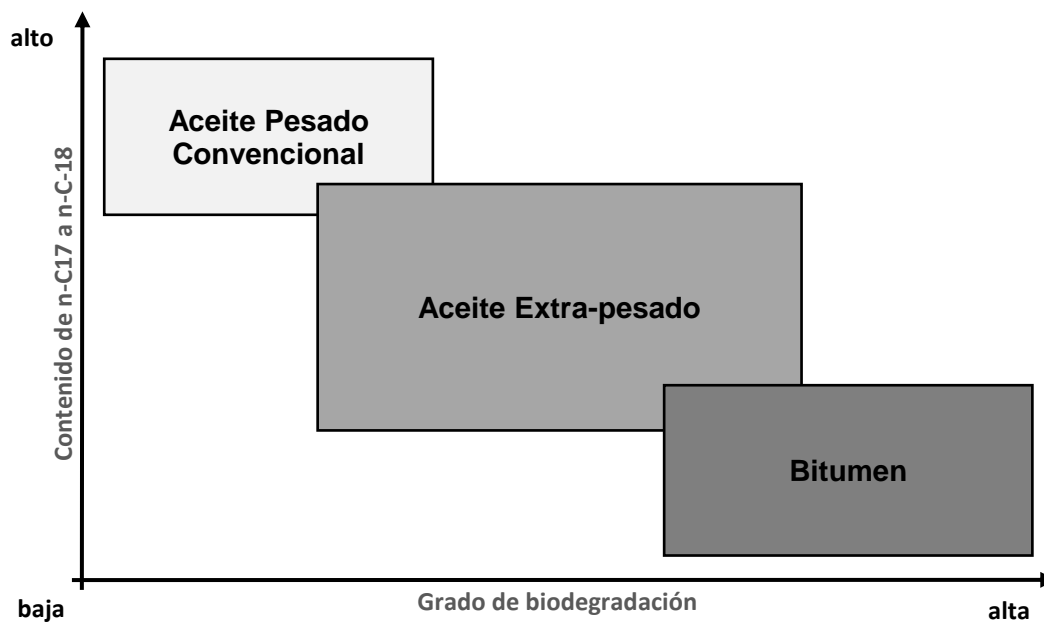 alto
Aceite Pesado
Convencional
Contenido de n-C17 a n-C-18
Aceite Extra-pesado
Bitumen
baja
Grado de biodegradación
alta